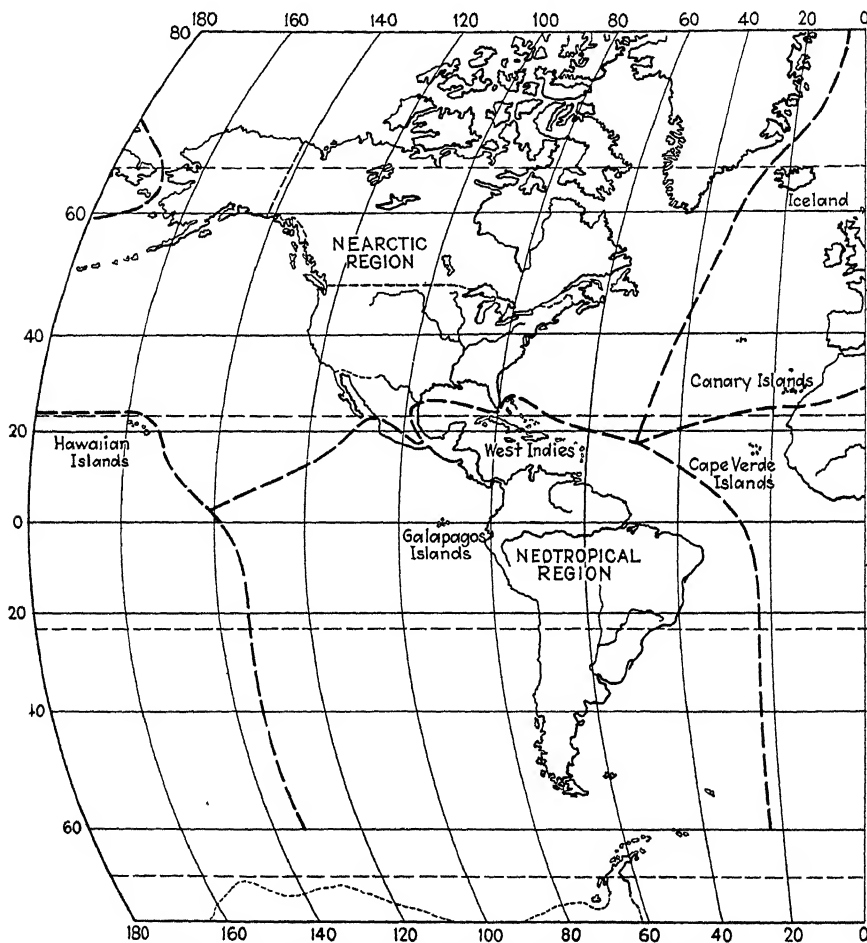 180 160 140 120 100 80 60 40 20 0
80
60
Iceland
NEARCTIC
REGION
40
Canary Islands
20
Hawaiian
Islands
West Indies
Cape Verde
Islands
0
Galapagos
Islands
NEOTROPICAL
REGION
20
40
60
180 160 140 120 100 80 60 40 20 0